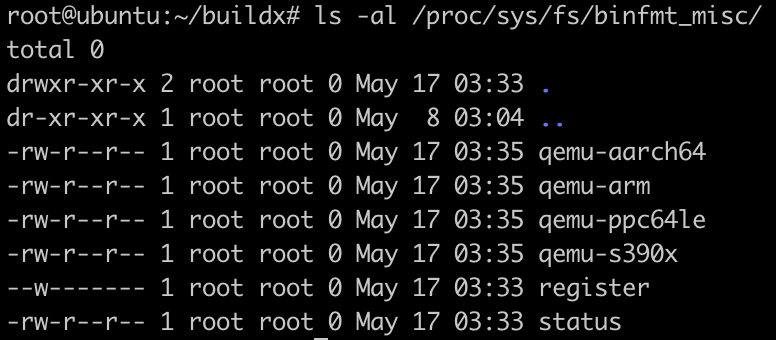 root@ubuntu:~/buildx# ls -al /proc/sys/fs/binfmt_misc/
total 0
drwxr-xr-x 2 root root 0 May 17 03:33 .
dr-xr-xr-x 1 root root 0 May  8 03:04 ..
-rw-r--r-- 1 root root 0 May 17 03:35 qemu-aarch64
-rw-r--r-- 1 root root 0 May 17 03:35 qemu-arm
-rw-r--r-- 1 root root 0 May 17 03:35 qemu-ppc64le
-rw-r--r-- 1 root root 0 May 17 03:35 qemu-s390x
--w------- 1 root root 0 May 17 03:33 register
-rw-r--r-- 1 root root 0 May 17 03:33 status